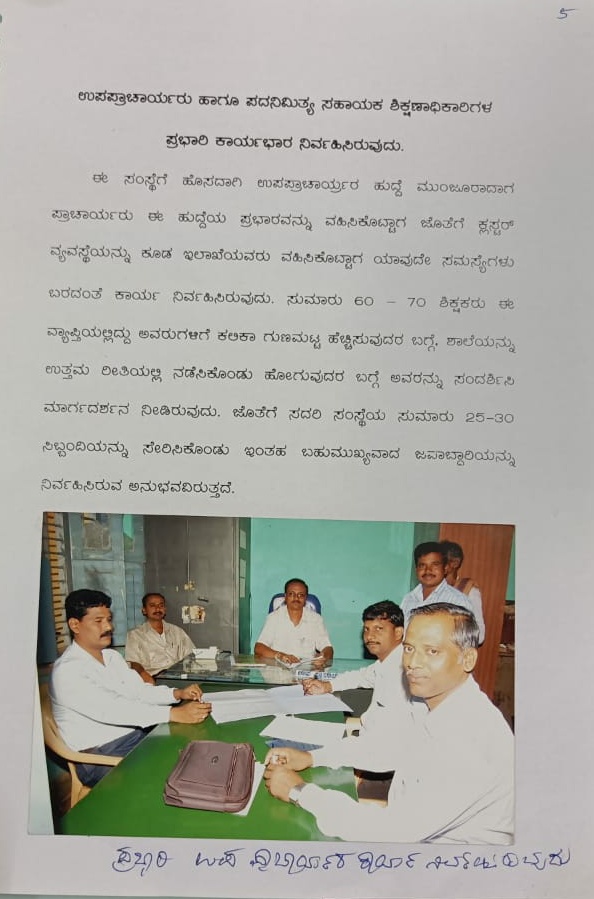 5
ಉಪಪ್ರಾಚಾರ್ಯರು ಹಾಗೂ ಪದನಿಮಿತ್ಯ ಸಹಾಯಕ ಶಿಕ್ಷಣಾಧಿಕಾರಿಗಳ
ಪ್ರಭಾರಿ ಕಾರ್ಯಭಾರ ನಿರ್ವಹಿಸಿರುವುದು.
ಈ ಸಂಸ್ಥೆಗೆ ಹೊಸದಾಗಿ ಉಪಪ್ರಾಚಾರ್ಯ್ರರ ಹುದ್ದೆ ಮುಂಜೂರಾದಾಗ
ಪ್ರಾಚಾರ್ಯರು ಈ ಹುದ್ದೆಯ ಪ್ರಭಾರವನ್ನು ವಹಿಸಿಕೊಟ್ಟಾಗ ಜೊತೆಗೆ ಕ್ಲಸ್ಟರ್
ವ್ಯವಸ್ಥೆಯನ್ನು ಕೂಡ ಇಲಾಖೆಯವರು ವಹಿಸಿಕೊಟ್ಟಾಗ ಯಾವುದೇ ಸಮಸ್ಯೆಗಳು
ಬರದಂತೆ ಕಾರ್ಯ ನಿರ್ವಹಿಸಿರುವುದು. ಸುಮಾರು 60 – 70 ಶಿಕ್ಷಕರು ಈ
ವ್ಯಾಪ್ತಿಯಲ್ಲಿದ್ದು ಅವರುಗಳಿಗೆ ಕಲಿಕಾ ಗುಣಮಟ್ಟ ಹೆಚ್ಚಿಸುವುದರ ಬಗ್ಗೆ. ಶಾಲೆಯನ್ನು
ಉತ್ತಮ ರೀತಿಯಲ್ಲಿ ನಡೆಸಿಕೊಂಡು ಹೋಗುವುದರ ಬಗ್ಗೆ ಅವರನ್ನು ಸಂದರ್ಶಿಸಿ
ಮಾರ್ಗದರ್ಶನ ನೀಡಿರುವುದು. ಜೊತೆಗೆ ಸದರಿ ಸಂಸ್ಥೆಯ ಸುಮಾರು 25-30
ಸಿಬ್ಬಂದಿಯನ್ನು ಸೇರಿಸಿಕೊಂಡು ಇಂತಹ ಬಹುಮುಖ್ಯವಾದ ಜವಾಬ್ದಾರಿಯನ್ನು
ನಿರ್ವಹಿಸಿರುವ ಅನುಭವವಿರುತ್ತದೆ.
ಪ್ರಭಾರಿ ಉಪ ಪ್ರಾಚಾರ್ಯರ ಕಾರ್ಯ